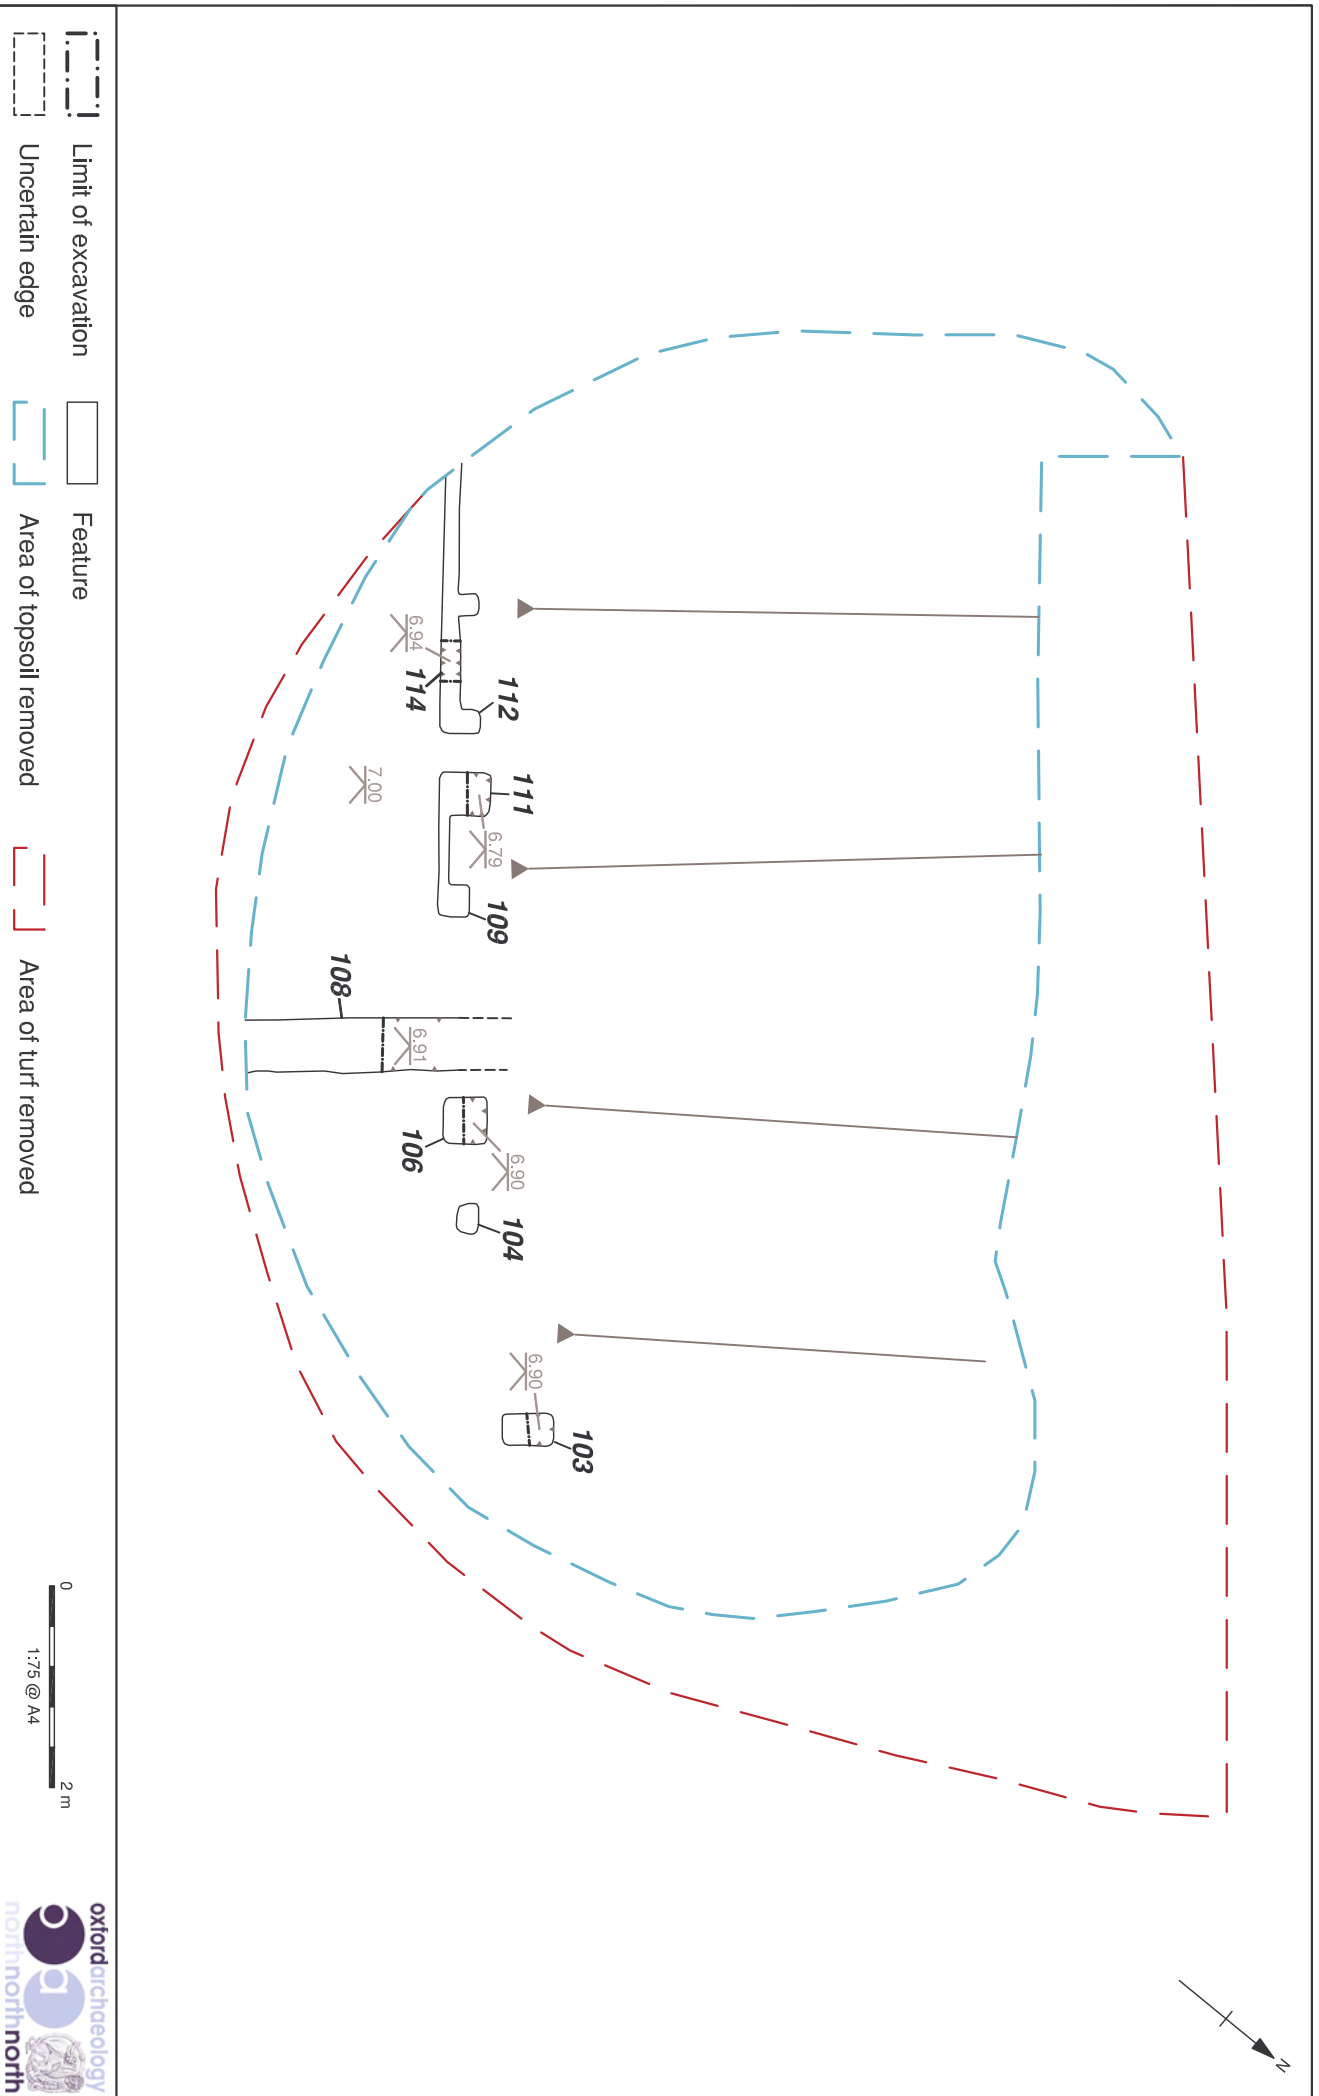 N
103
6.90
104
6.90
106
6.91
108
109
6.79
111
7.00
112
114
6.94
Limit of excavation
Feature
Uncertain edge
Area of topsoil removed
Area of turf removed
0
2 m
1:75 @ A4
oxfordarchaeology
northnorthnorth